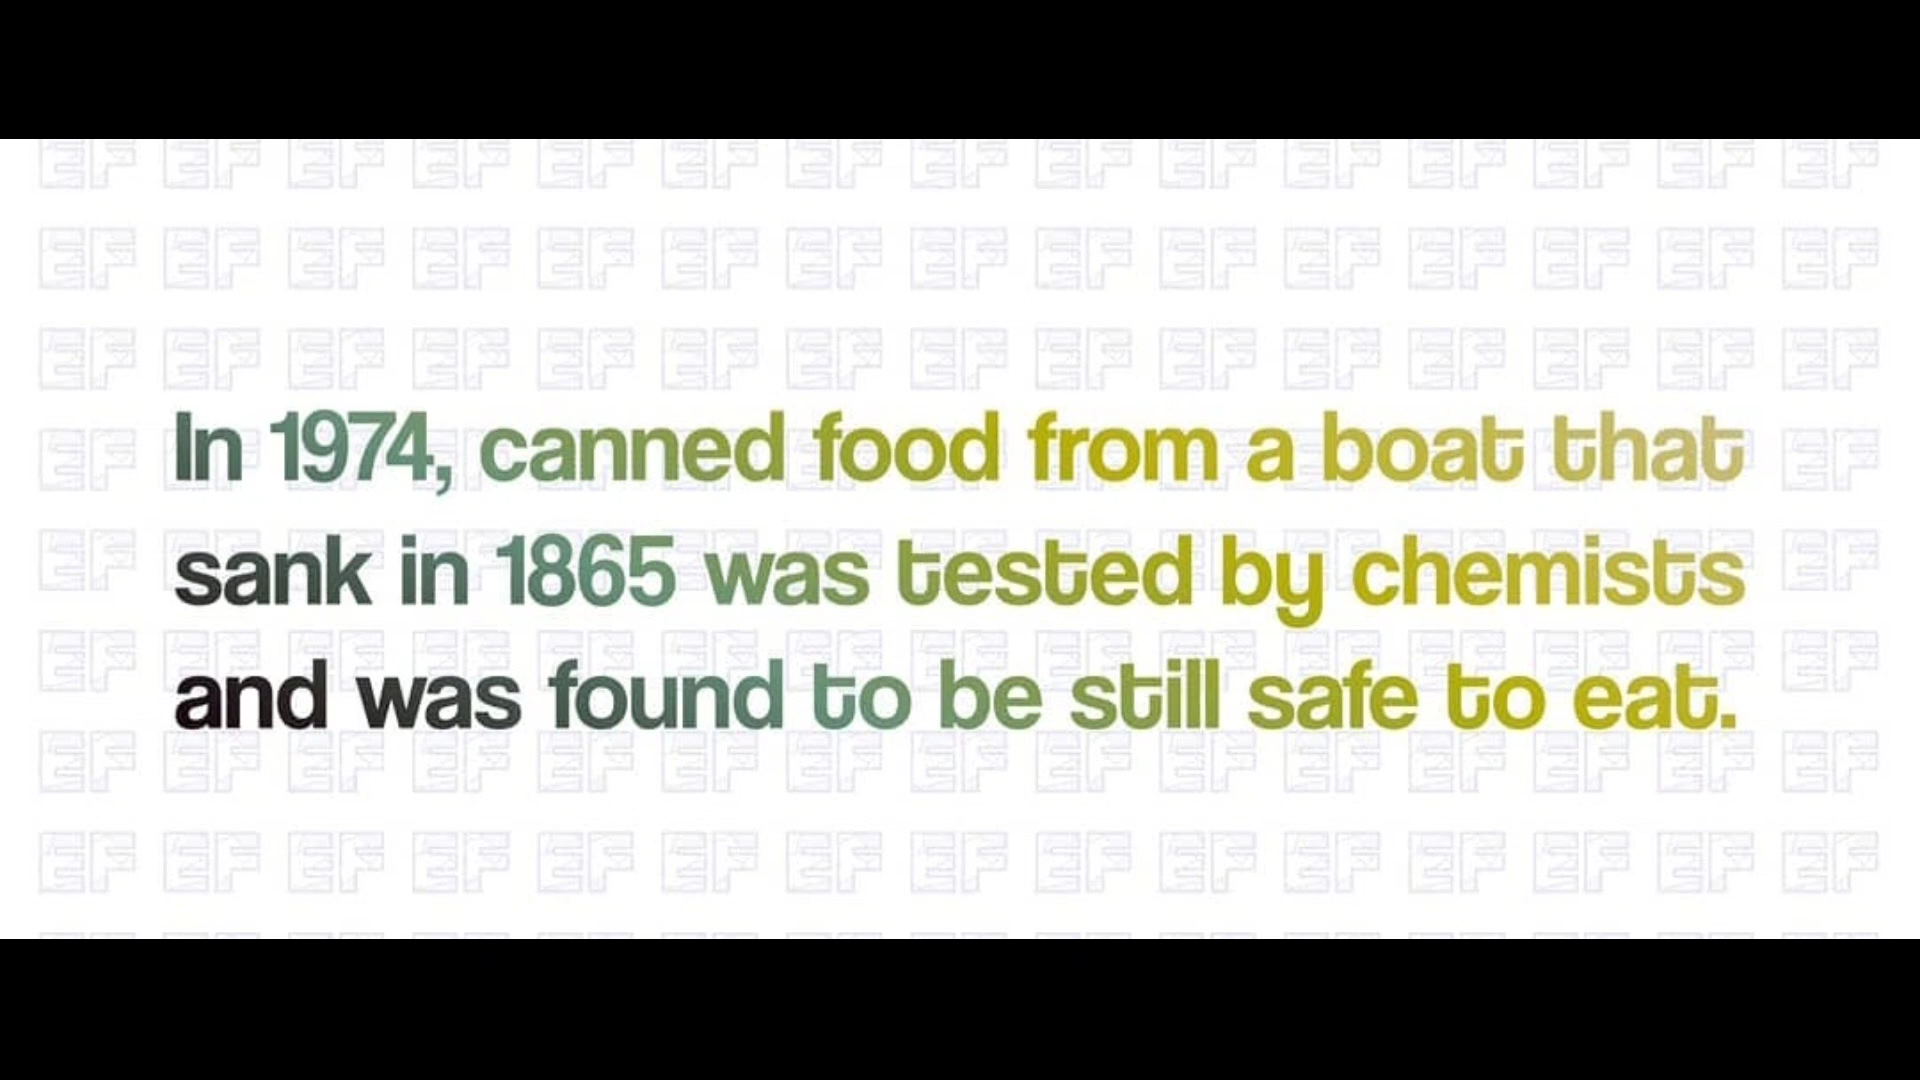 In 1974, canned food from a boat that
sank in 1865 was tested by chemists
and was found to be still safe to eat.